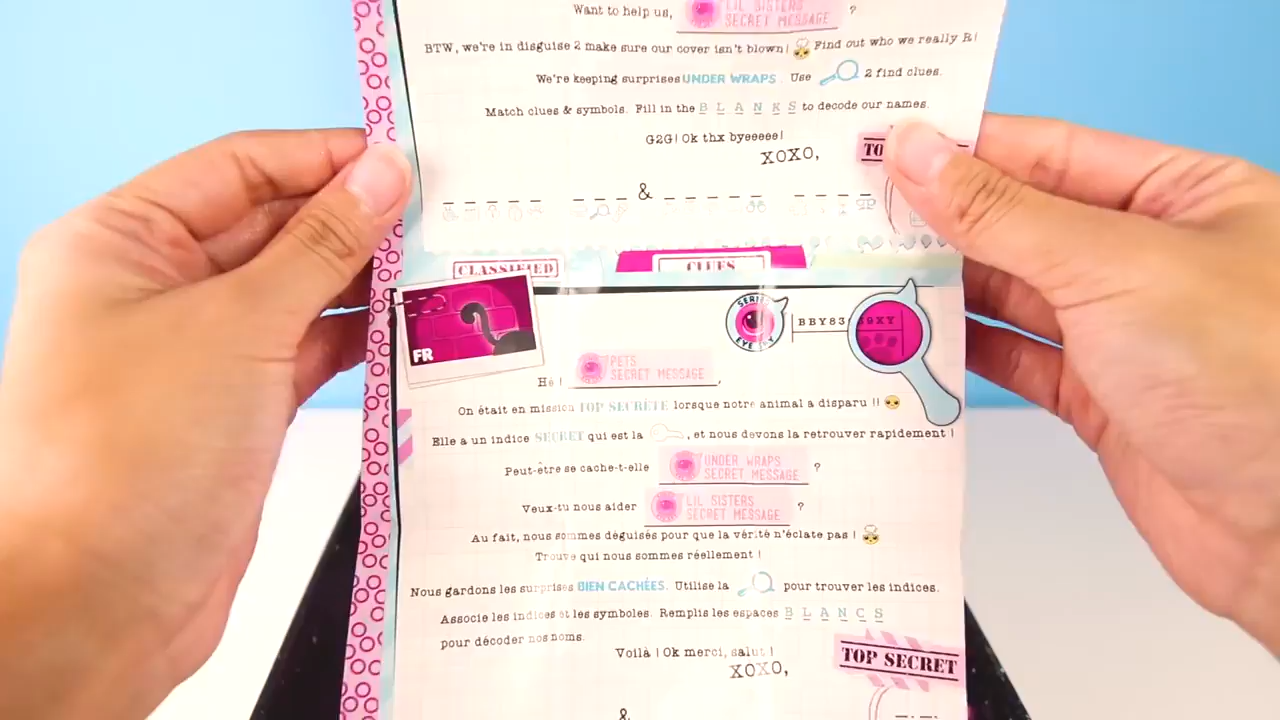 Want to help us, LIL SISTERS SECRET MESSAGE ?
BTW, we're in disguise 2 make sure our cover isn't blown! Find out who we really R!
We're keeping surprises UNDER WRAPS . Use 2 find clues.
Match clues & symbols. Fill in the B L A N K S to decode our names.
G2G! Ok thx byeeeee!
XOXO,
&
CLASSIFIED
CLUES
FR
SERIES
EYE SPY
BBY83
9XY
Hé ! PETS SECRET MESSAGE ,
On était en mission TOP SECRÈTE lorsque notre animal a disparu !!
Elle a un indice SECRET qui est la , et nous devons la retrouver rapidement !
Peut-être se cache-t-elle UNDER WRAPS SECRET MESSAGE ?
Veux-tu nous aider LIL SISTERS SECRET MESSAGE ?
Au fait, nous sommes déguisés pour que la vérité n'éclate pas !
Trouve qui nous sommes réellement !
Nous gardons les surprises BIEN CACHÉES. Utilise la pour trouver les indices.
Associe les indices et les symboles. Remplis les espaces B L A N C S
pour décoder nos noms.
Voilà ! Ok merci, salut !
XOXO,
TOP SECRET
&